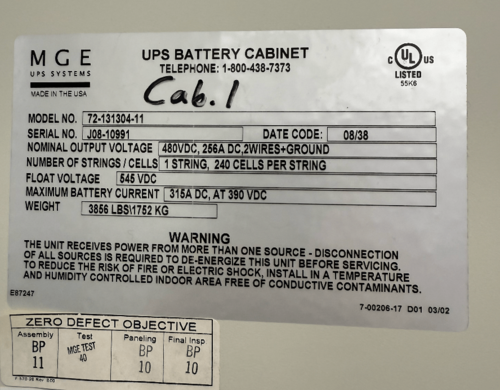 MGE
UPS SYSTEMS
MADE IN THE USA
UPS BATTERY CABINET
TELEPHONE: 1-800-438-7373
Cab.1
C UL US
LISTED
55K6
MODEL NO. 72-131304-11
SERIAL NO. J08-10991 DATE CODE: 08/38
NOMINAL OUTPUT VOLTAGE 480VDC, 256A DC,2WIRES+GROUND
NUMBER OF STRINGS / CELLS 1 STRING, 240 CELLS PER STRING
FLOAT VOLTAGE 545 VDC
MAXIMUM BATTERY CURRENT 315A DC, AT 390 VDC
WEIGHT 3856 LBS\1752 KG
WARNING
THE UNIT RECEIVES POWER FROM MORE THAN ONE SOURCE - DISCONNECTION
OF ALL SOURCES IS REQUIRED TO DE-ENERGIZE THIS UNIT BEFORE SERVICING.
TO REDUCE THE RISK OF FIRE OR ELECTRIC SHOCK, INSTALL IN A TEMPERATURE
AND HUMIDITY CONTROLLED INDOOR AREA FREE OF CONDUCTIVE CONTAMINANTS.
E87247
7-00206-17 D01 03/02
ZERO DEFECT OBJECTIVE
Assembly Test Paneling Final Insp
BP MGE TEST BP BP
11 40 10 10